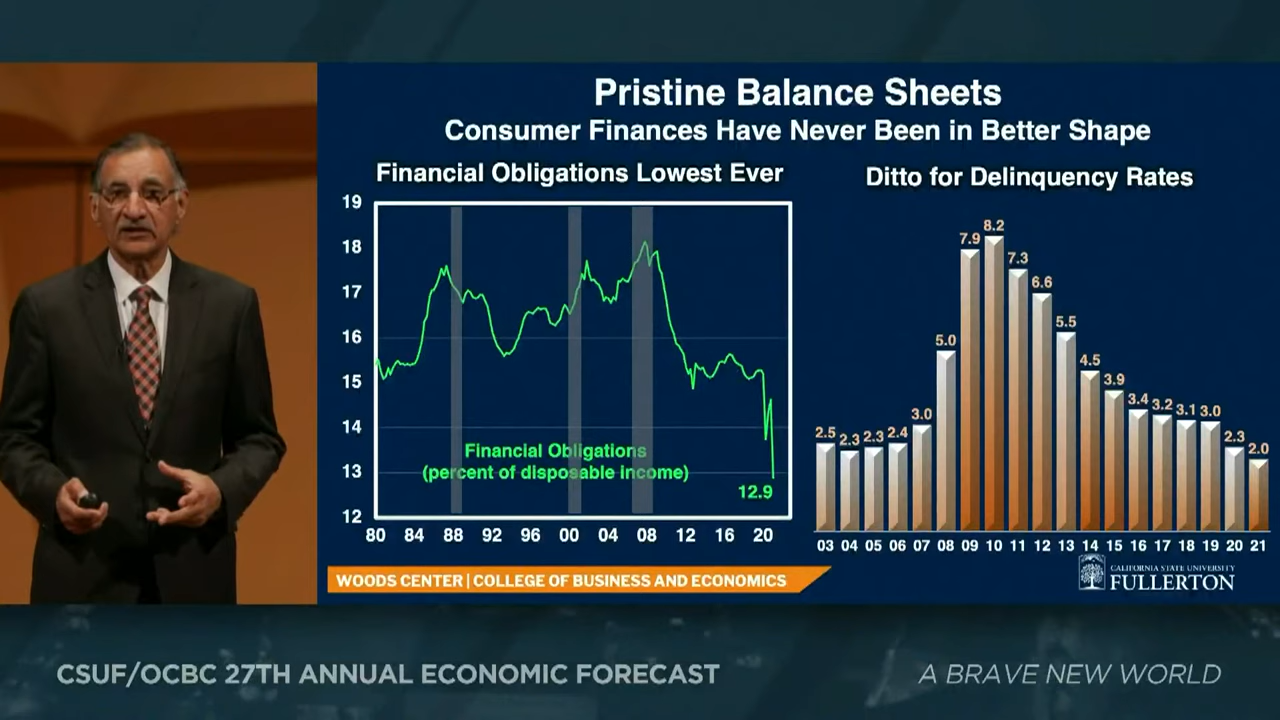 Pristine Balance Sheets
Consumer Finances Have Never Been in Better Shape
Financial Obligations Lowest Ever
19
18
17
16
15
14
13
12
Financial Obligations
(percent of disposable income)
12.9
80 84 88 92 96 00 04 08 12 16 20
Ditto for Delinquency Rates
2.5 2.3 2.3 2.4 3.0 5.0 7.9 8.2 7.3 6.6 5.5 4.5 3.9 3.4 3.2 3.1 3.0 2.3 2.0
03 04 05 06 07 08 09 10 11 12 13 14 15 16 17 18 19 20 21
WOODS CENTER | COLLEGE OF BUSINESS AND ECONOMICS
CALIFORNIA STATE UNIVERSITY
FULLERTON
CSUF/OCBC 27TH ANNUAL ECONOMIC FORECAST
A BRAVE NEW WORLD